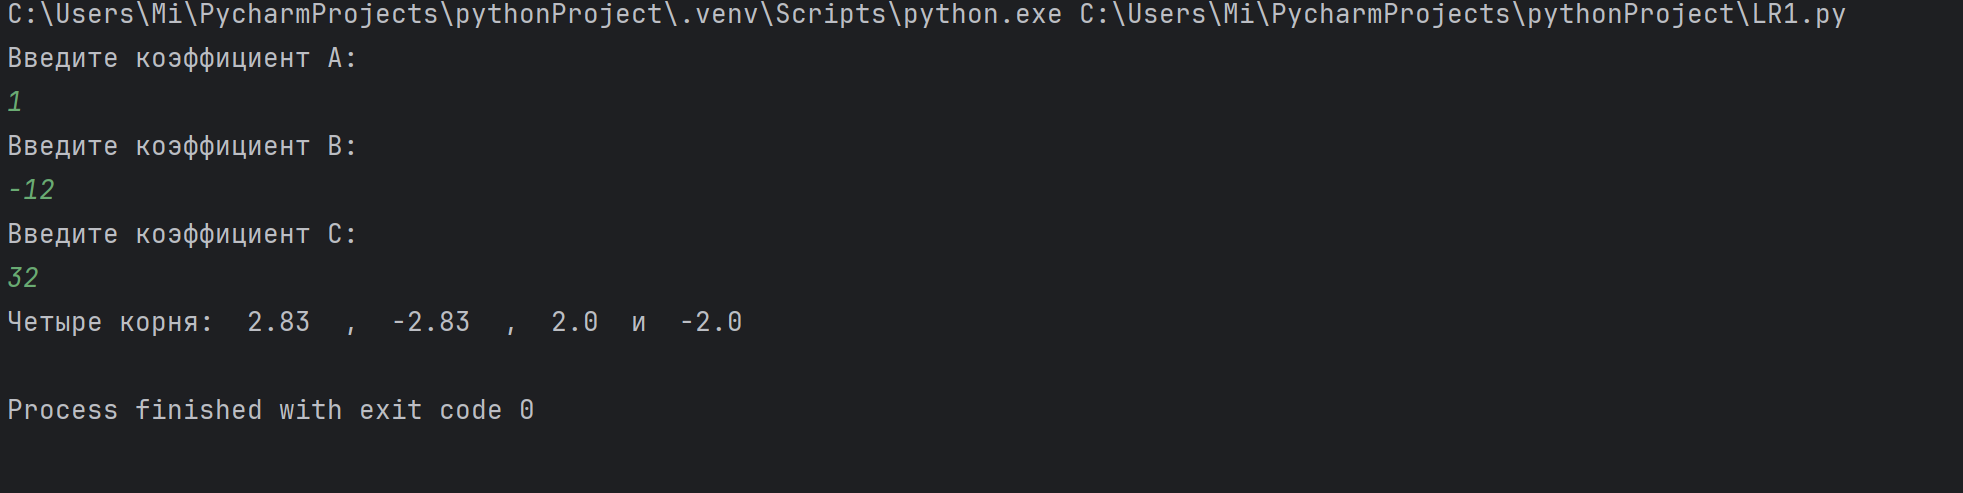 C:\Users\Mi\PycharmProjects\pythonProject\.venv\Scripts\python.exe C:\Users\Mi\PycharmProjects\pythonProject\LR1.py
Введите коэффициент А:
1
Введите коэффициент В:
-12
Введите коэффициент С:
32
Четыре корня:  2.83  ,  -2.83  ,  2.0  и  -2.0
Process finished with exit code 0